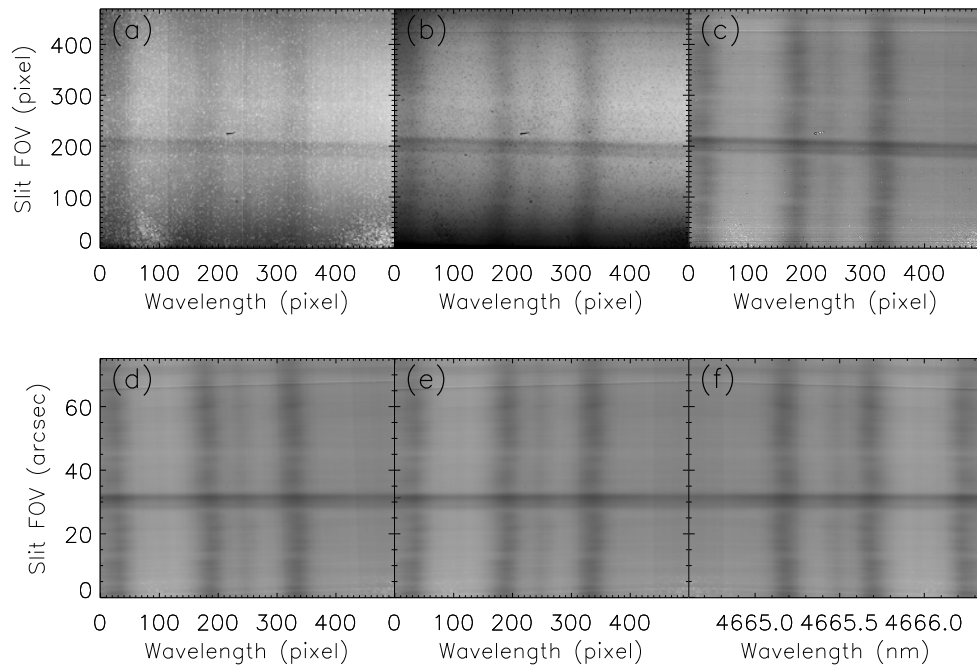 (a) (b) (c)
400
300
200
100
0
Slit FOV (pixel)
0 100 200 300 400 0 100 200 300 400 0 100 200 300 400
Wavelength (pixel) Wavelength (pixel) Wavelength (pixel)
(d) (e) (f)
60
40
20
0
Slit FOV (arcsec)
0 100 200 300 400 0 100 200 300 400 4665.0 4665.5 4666.0
Wavelength (pixel) Wavelength (pixel) Wavelength (nm)